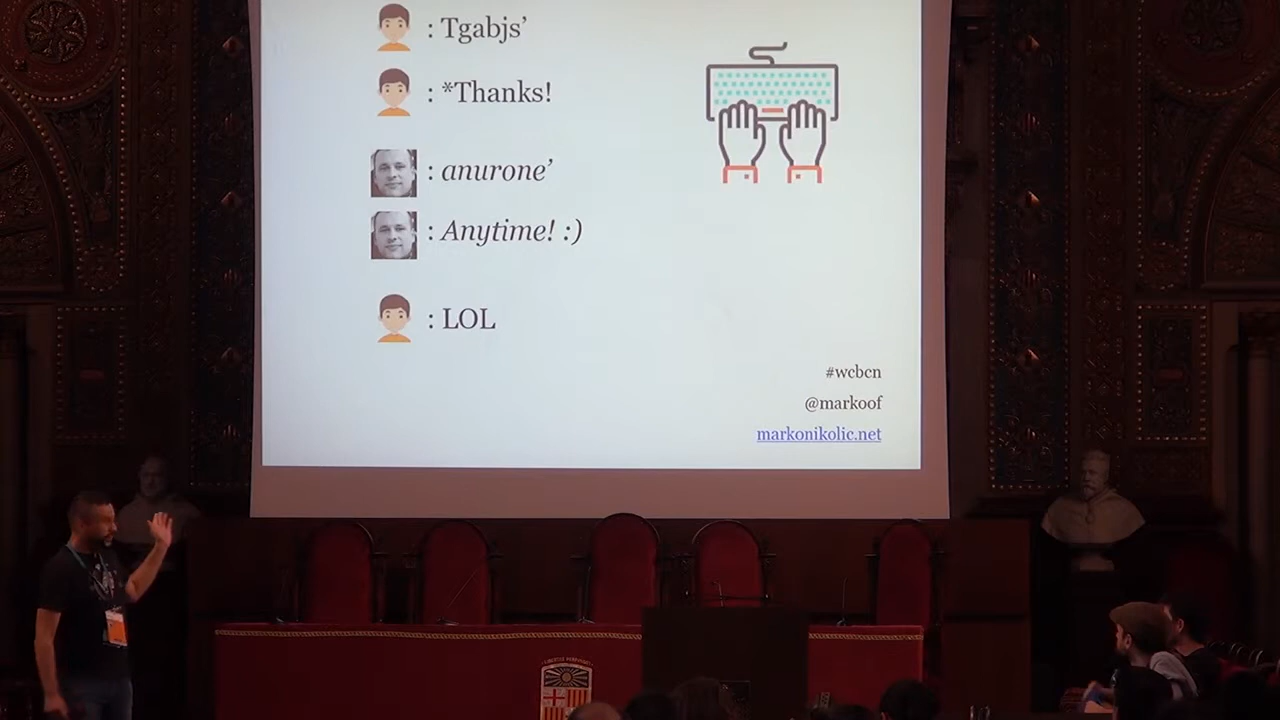 : Tgabjs’
: *Thanks!
: anurone’
: Anytime! :)
: LOL
#wcbcn
@markoof
markonikolic.net